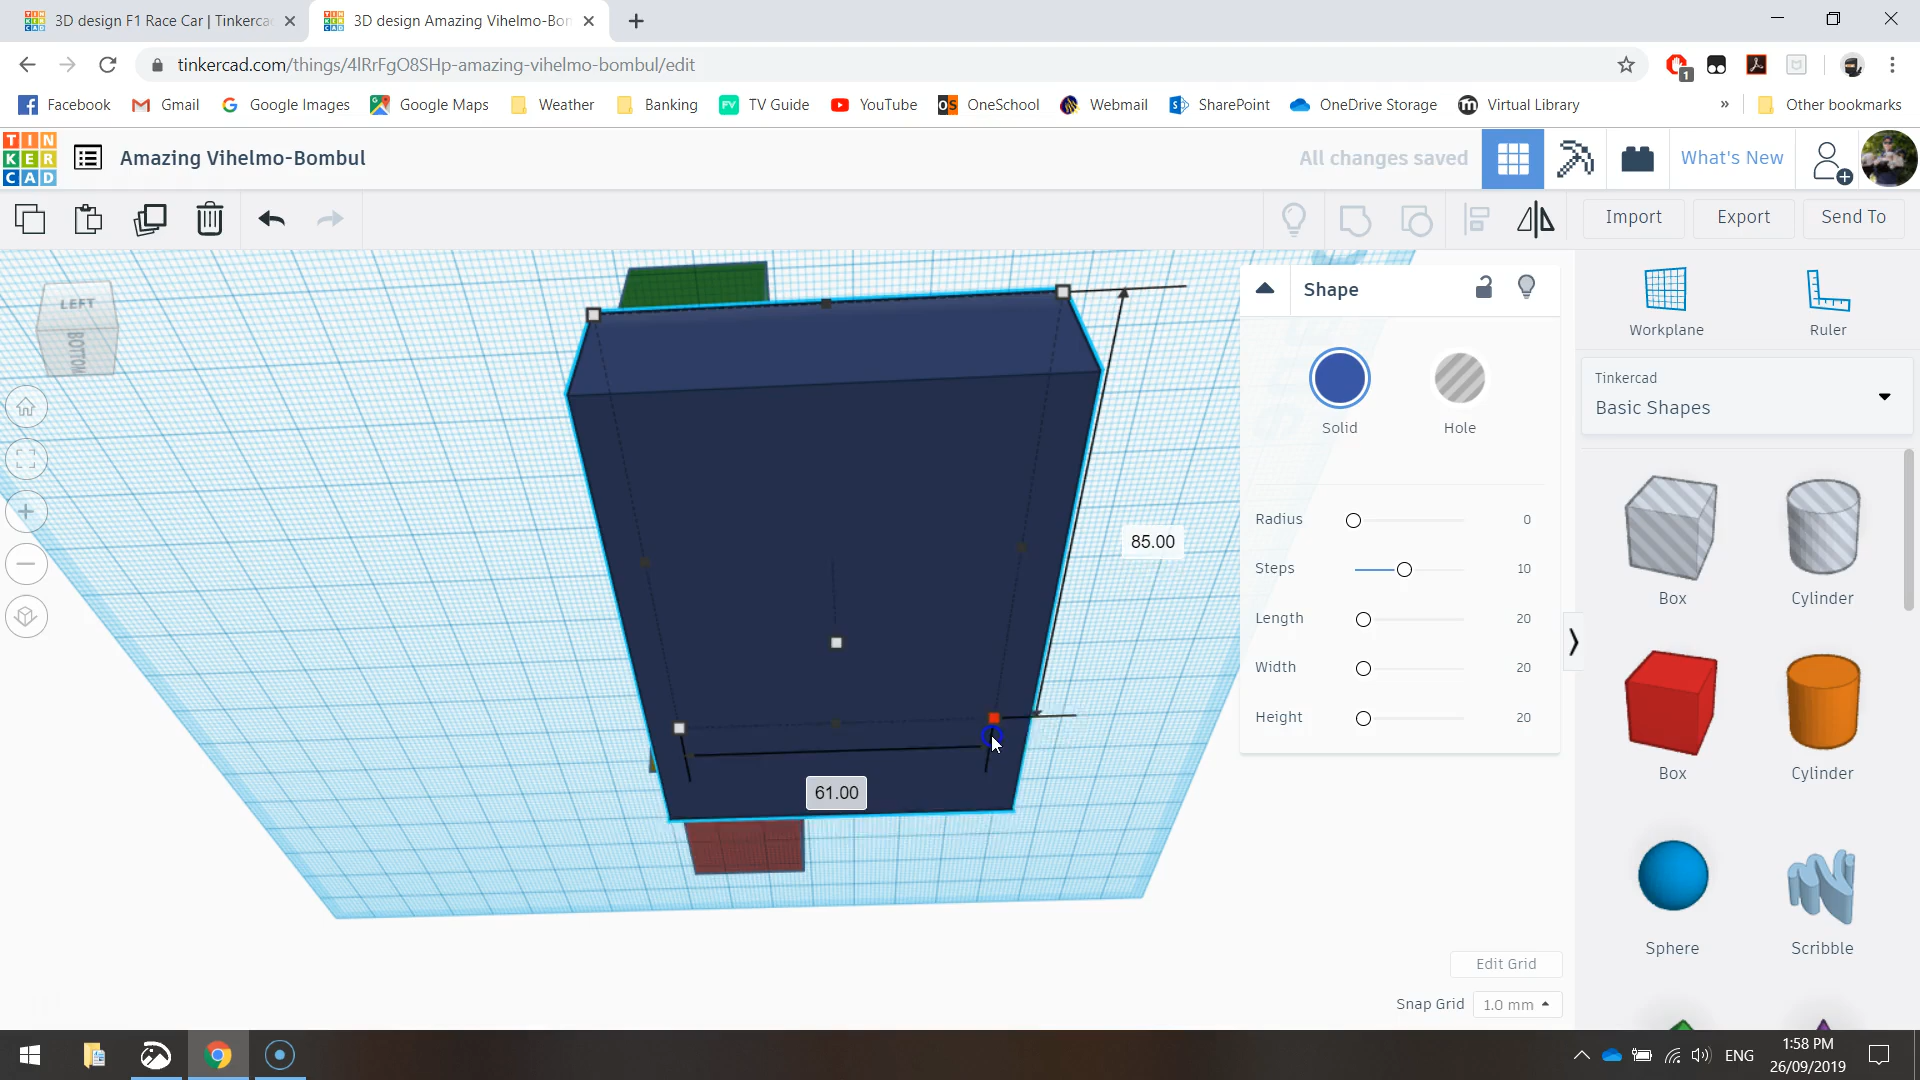 3D design F1 Race Car | Tinkerca
3D design Amazing Vihelmo-Bom
tinkercad.com/things/4lRrFgO8SHp-amazing-vihelmo-bombul/edit
1
Facebook
Gmail
Google Images
Google Maps
Weather
Banking
FV TV Guide
YouTube
OS OneSchool
Webmail
SharePoint
OneDrive Storage
Virtual Library
»
Other bookmarks
TIN
KER
CAD
Amazing Vihelmo-Bombul
All changes saved
What's New
Import
Export
Send To
LEFT
BOTTOM
85.00
61.00
Shape
Solid
Hole
Radius 0
Steps 10
Length 20
Width 20
Height 20
Workplane
Ruler
Tinkercad
Basic Shapes
Box
Cylinder
Box
Cylinder
Sphere
Scribble
Edit Grid
Snap Grid 1.0 mm
ENG
1:58 PM
26/09/2019